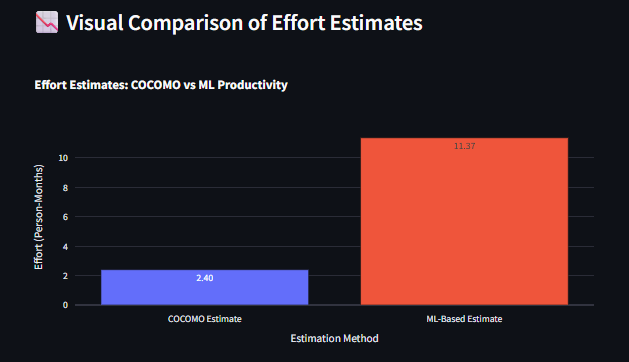 Visual Comparison of Effort Estimates
Effort Estimates: COCOMO vs ML Productivity
Effort (Person-Months)
10
8
6
4
2
0
11.37
2.40
COCOMO Estimate
ML-Based Estimate
Estimation Method